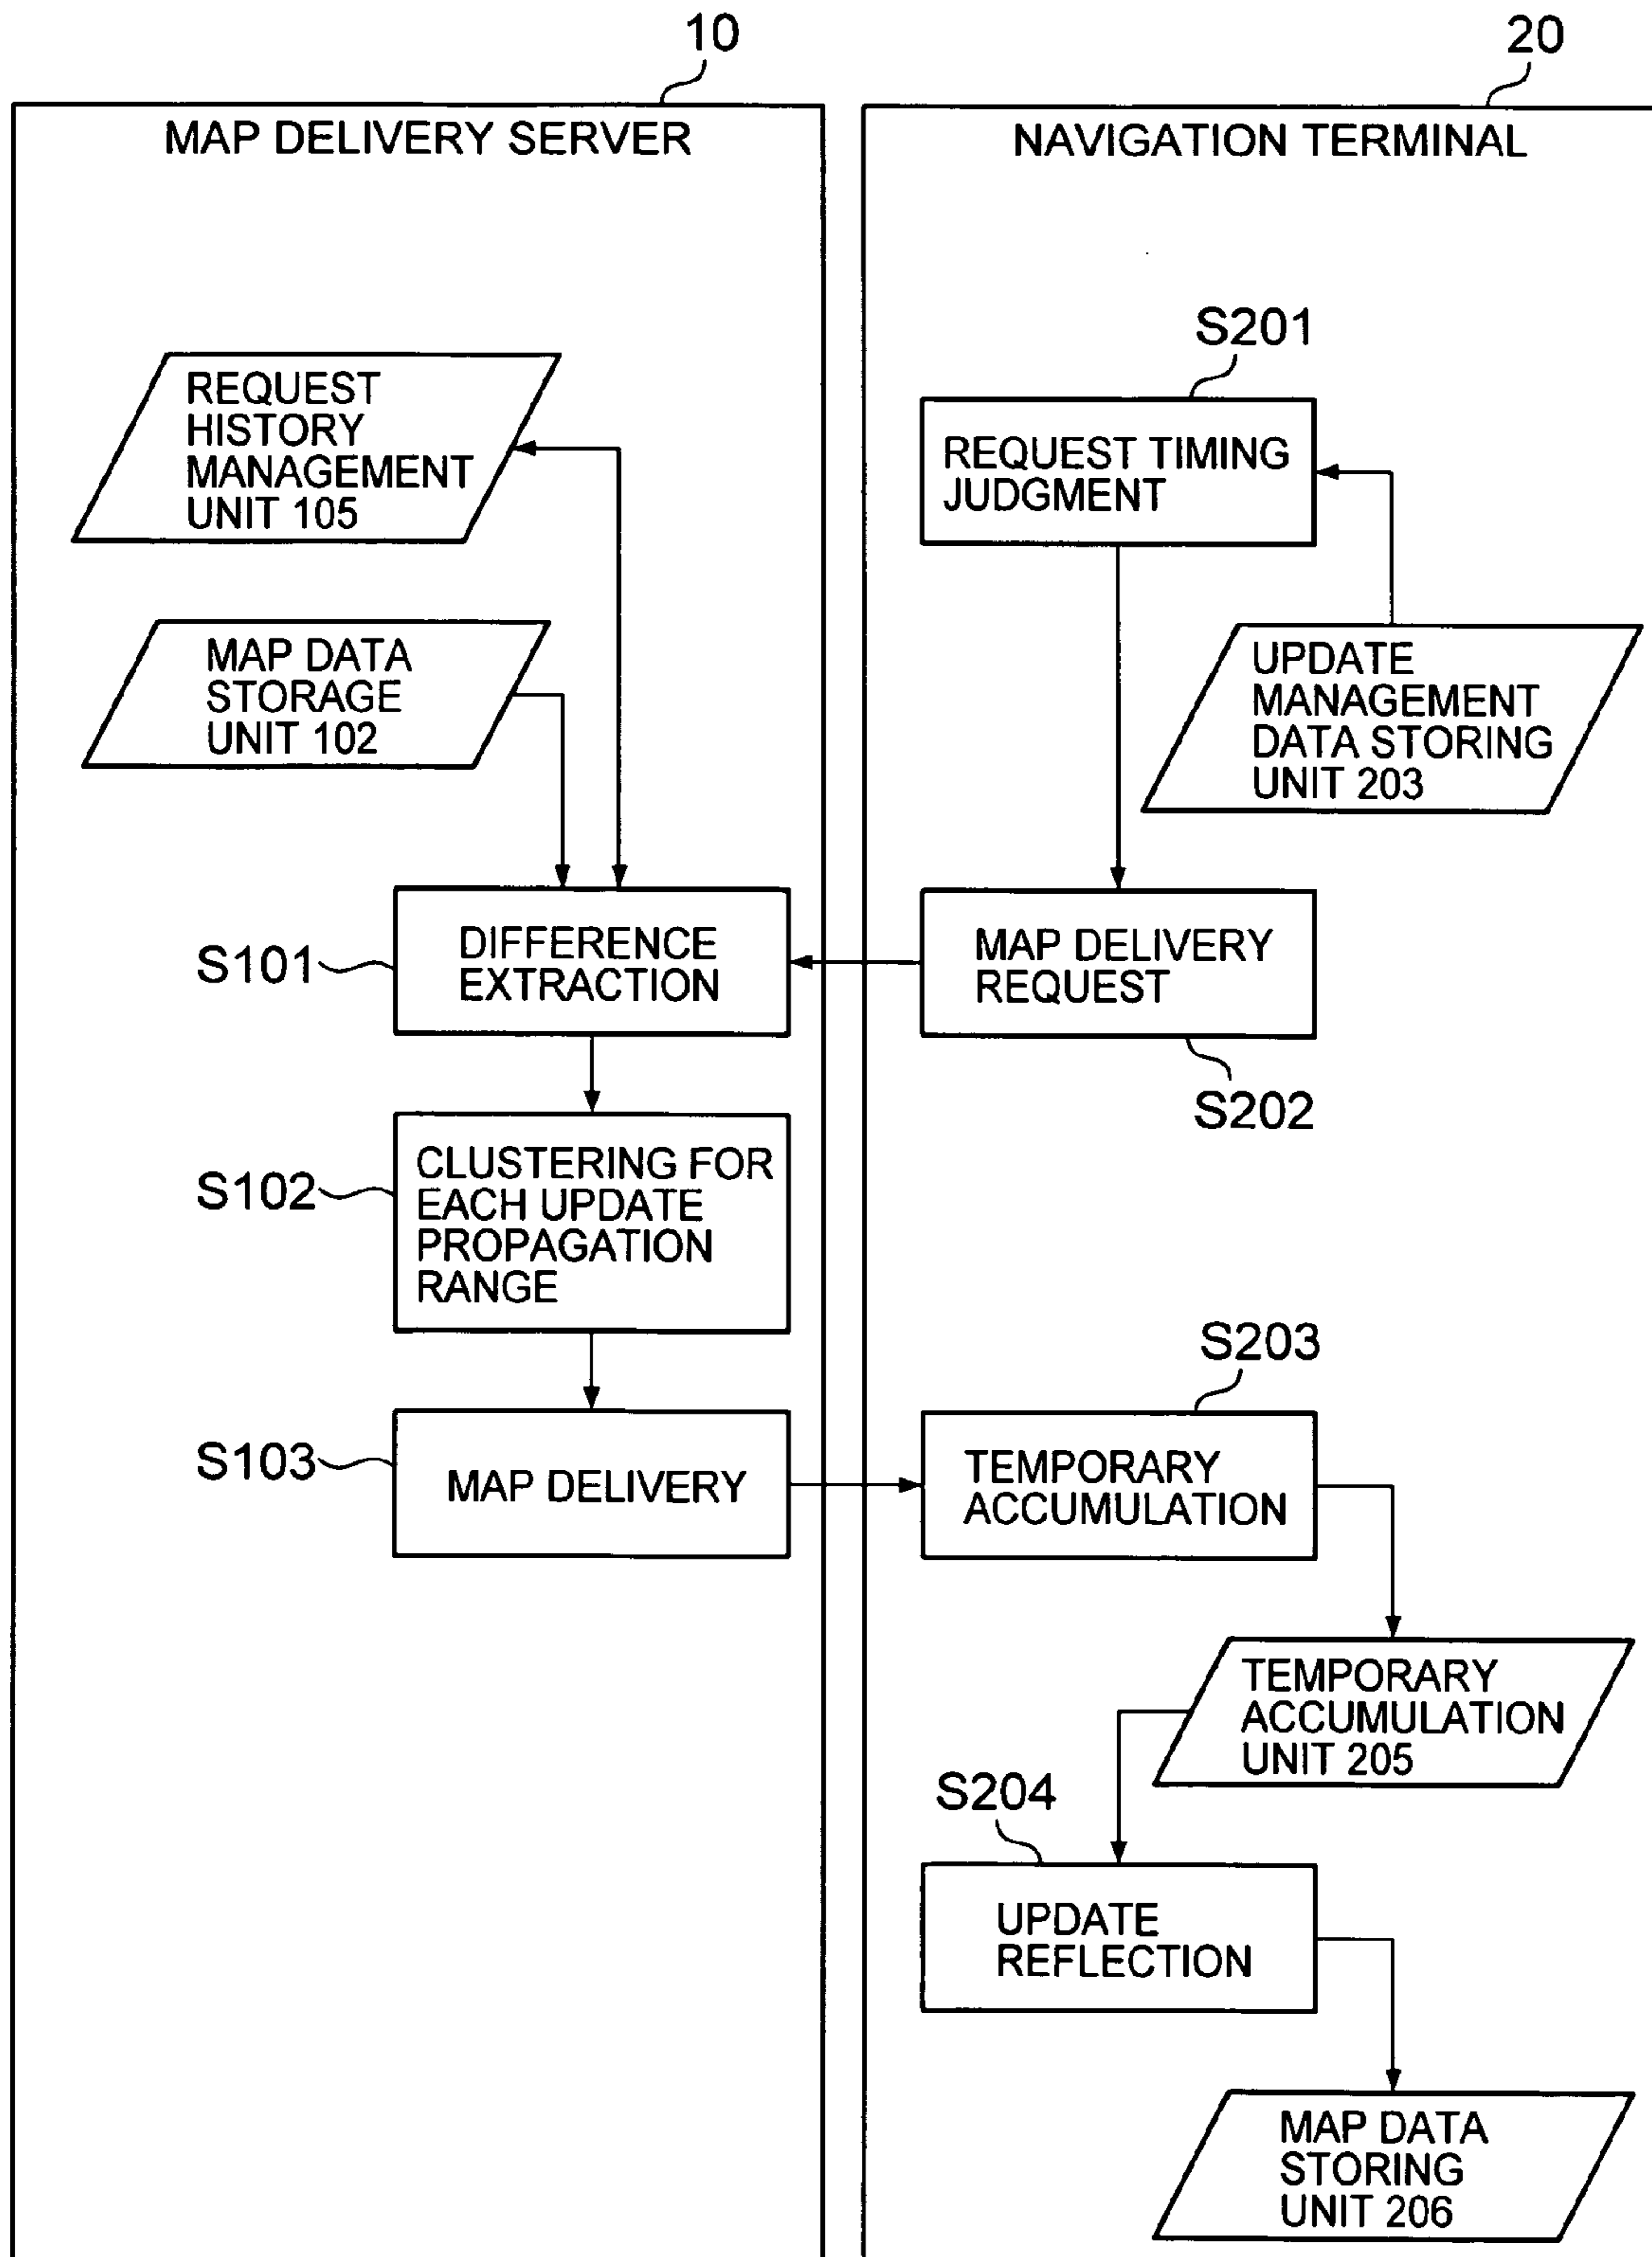 10
20
MAP DELIVERY SERVER
NAVIGATION TERMINAL
S201
REQUEST
HISTORY
MANAGEMENT
UNIT 105
REQUEST TIMING
JUDGMENT
MAP DATA
STORAGE
UNIT 102
UPDATE
MANAGEMENT
DATA STORING
UNIT 203
S101
DIFFERENCE
EXTRACTION
MAP DELIVERY
REQUEST
S202
S102
CLUSTERING FOR
EACH UPDATE
PROPAGATION
RANGE
S203
S103
MAP DELIVERY
TEMPORARY
ACCUMULATION
TEMPORARY
ACCUMULATION
UNIT 205
S204
UPDATE
REFLECTION
MAP DATA
STORING
UNIT 206